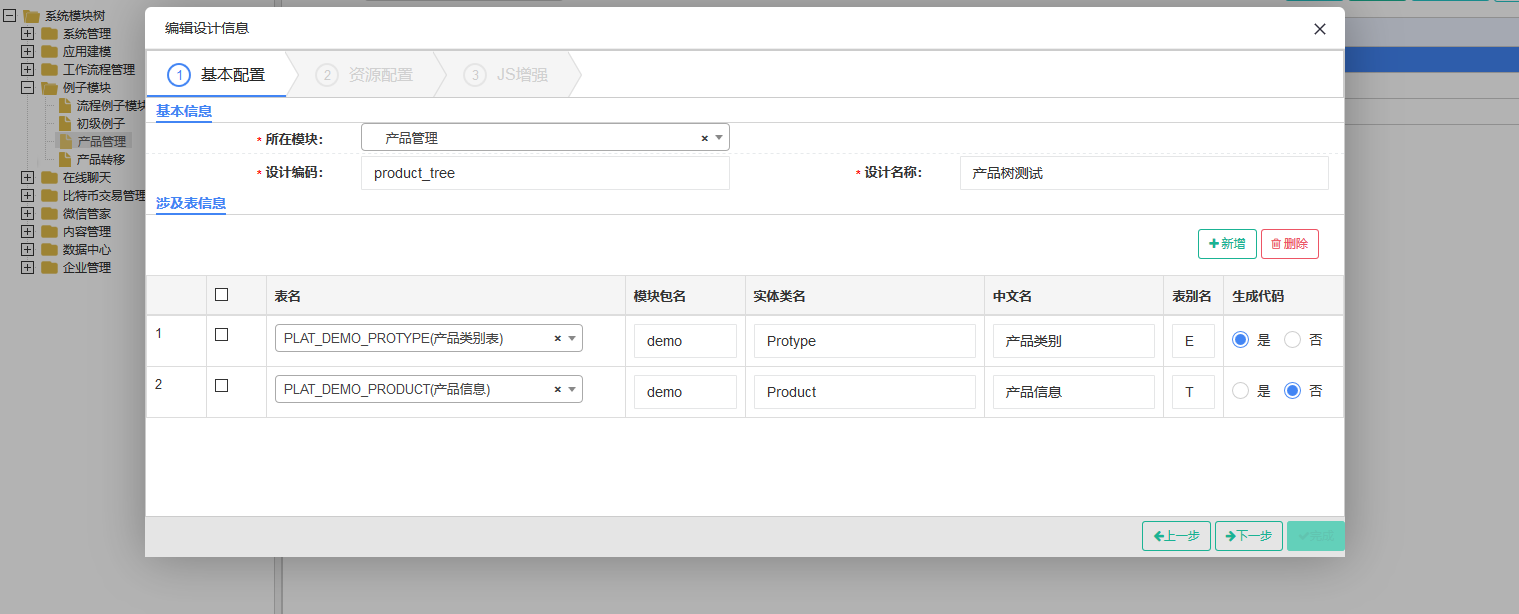 系统模块树
系统管理
应用建模
工作流程管理
例子模块
流程例子模块
初级例子
产品管理
产品转移
在线聊天
比特币交易管理
微信管家
内容管理
数据中心
企业管理
编辑设计信息
1 基本配置 2 资源配置 3 JS增强
基本信息
* 所在模块: 产品管理 ×
* 设计编码: product_tree * 设计名称: 产品树测试
涉及表信息
新增 删除
表名 模块包名 实体类名 中文名 表别名 生成代码
1 PLAT_DEMO_PROTYPE(产品类别表) × demo Protype 产品类别 E 是 否
2 PLAT_DEMO_PRODUCT(产品信息) × demo Product 产品信息 T 是 否
上一步 下一步 完成